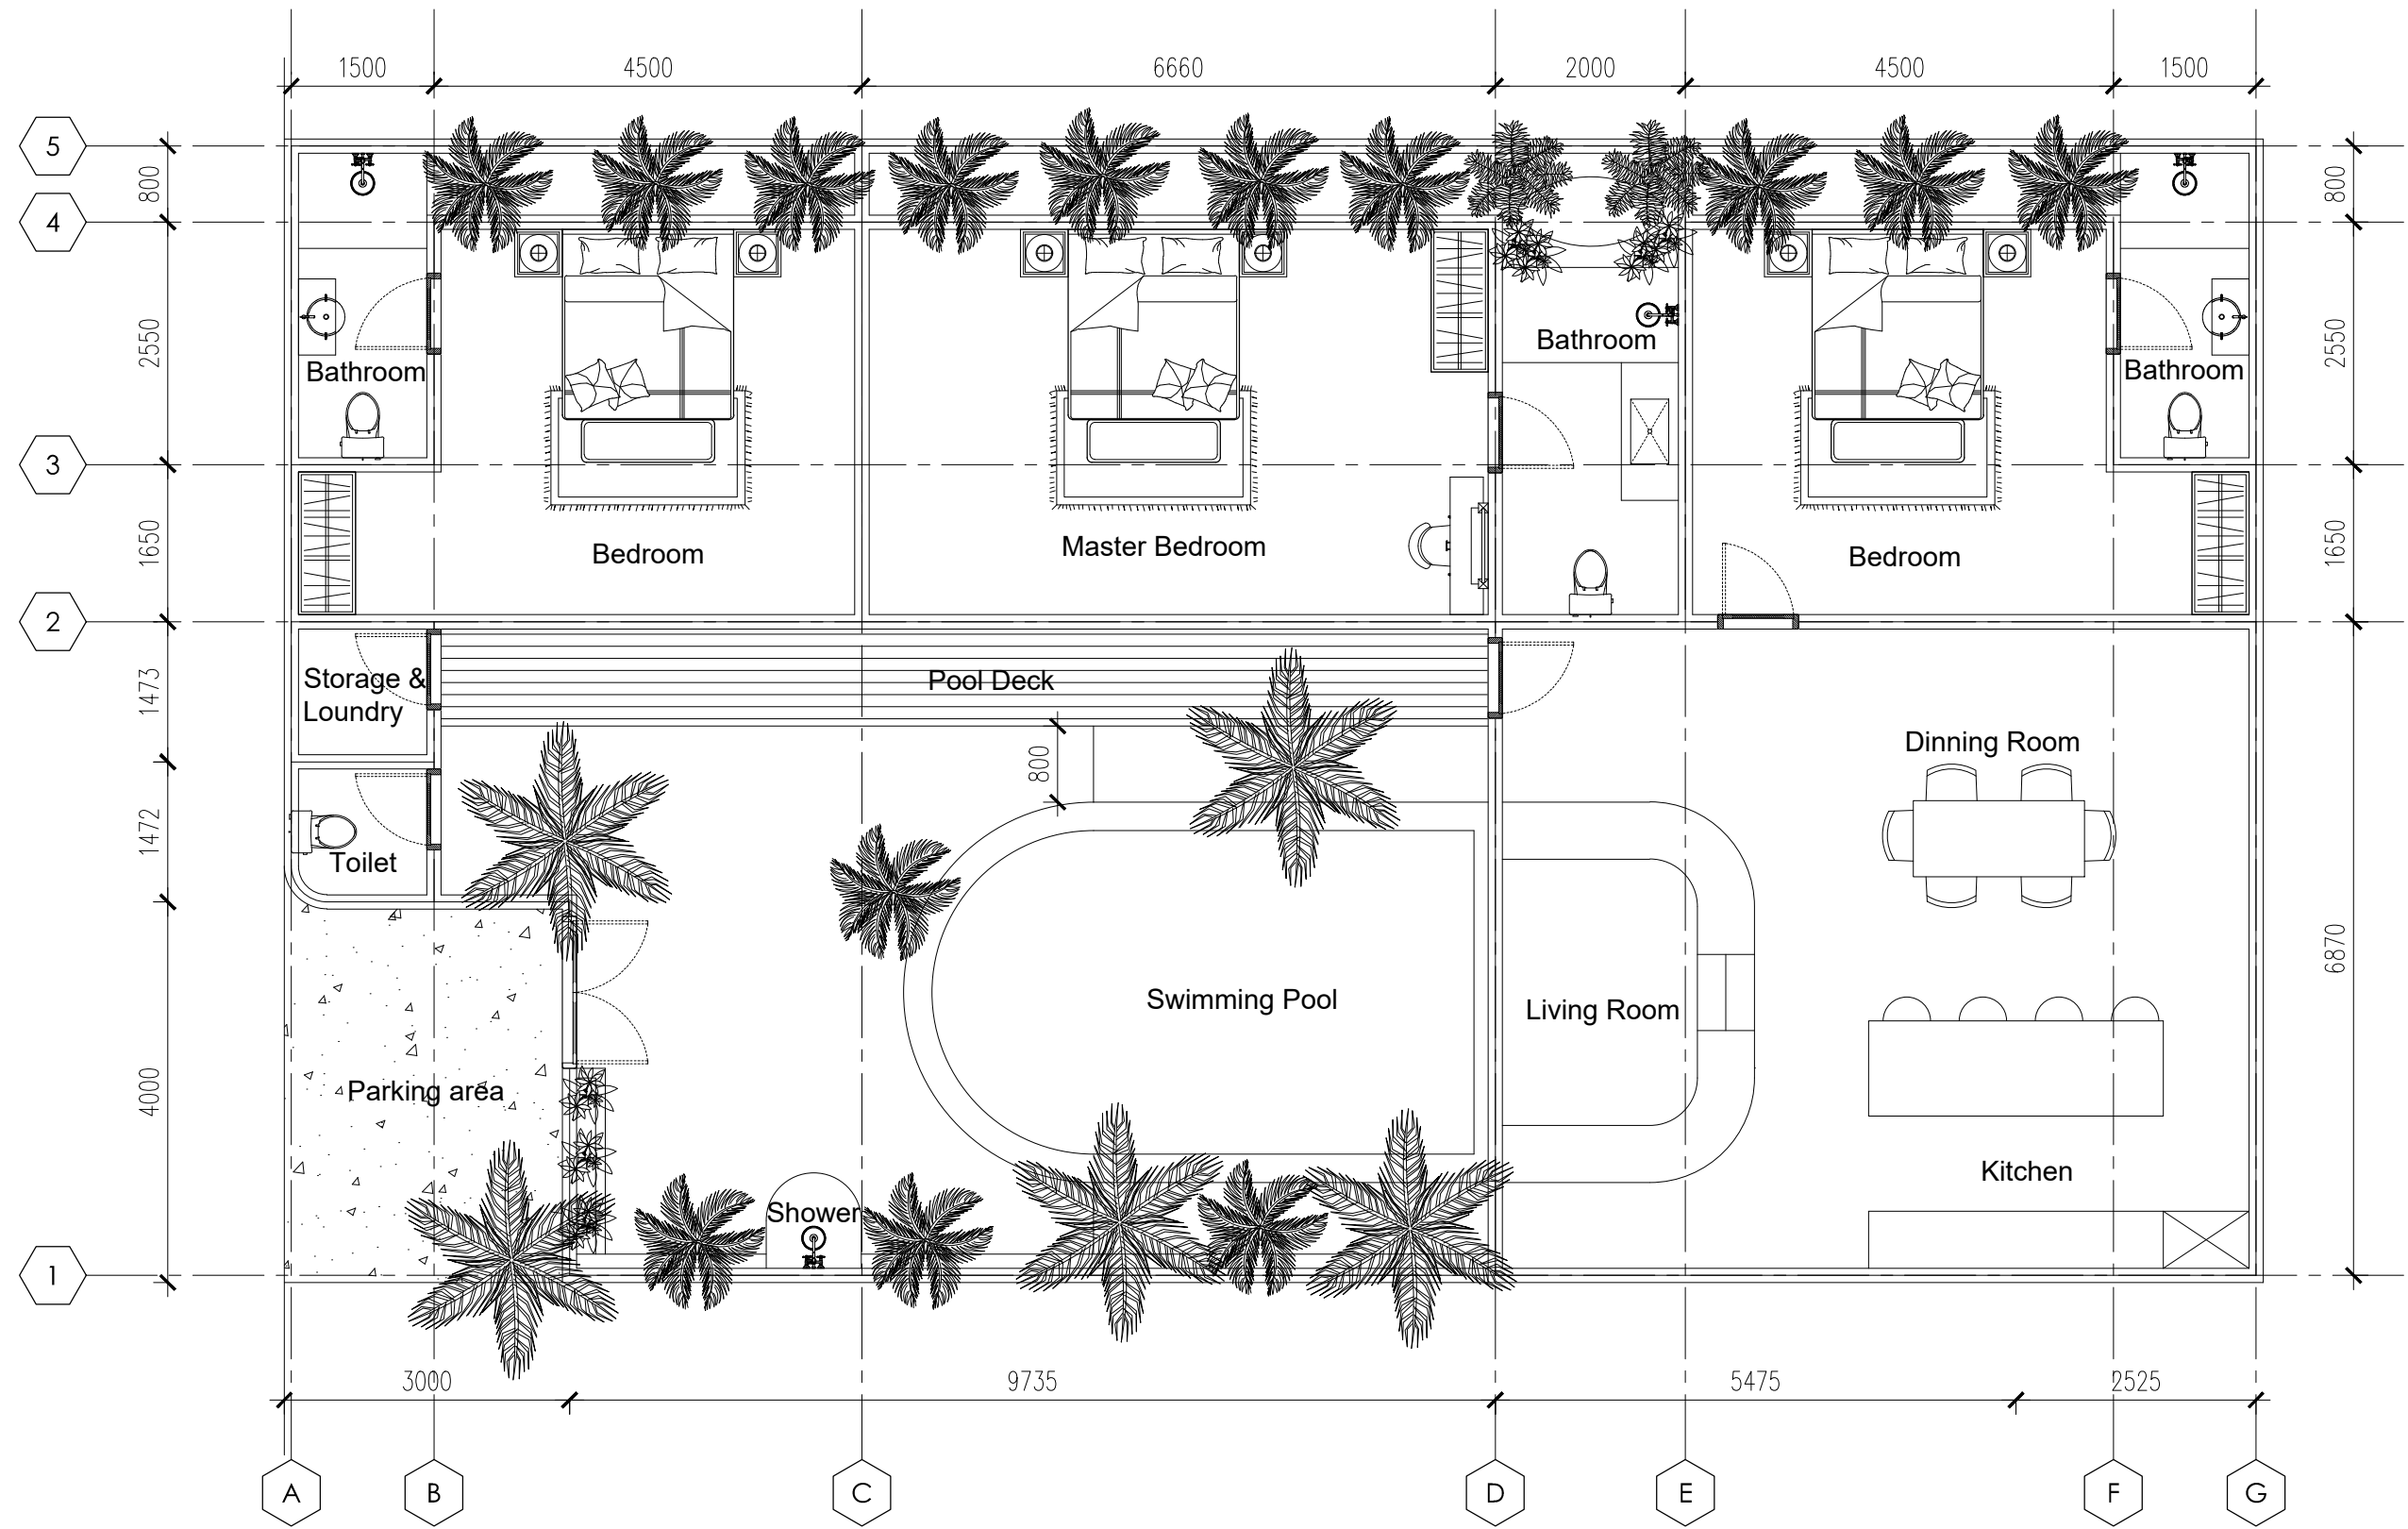 1500 4500 6660 2000 4500 1500
5
800 800
4
2550 2550
Bathroom
Bathroom
Bathroom
3
1650 1650
Bedroom
Master Bedroom
Bedroom
2
1473
Storage &
Loundry
Pool Deck
800
Dinning Room
1472
Toilet
6870
Swimming Pool
Living Room
4000
Parking area
Kitchen
Shower
1
3000 9735 5475 2525
A B C D E F G